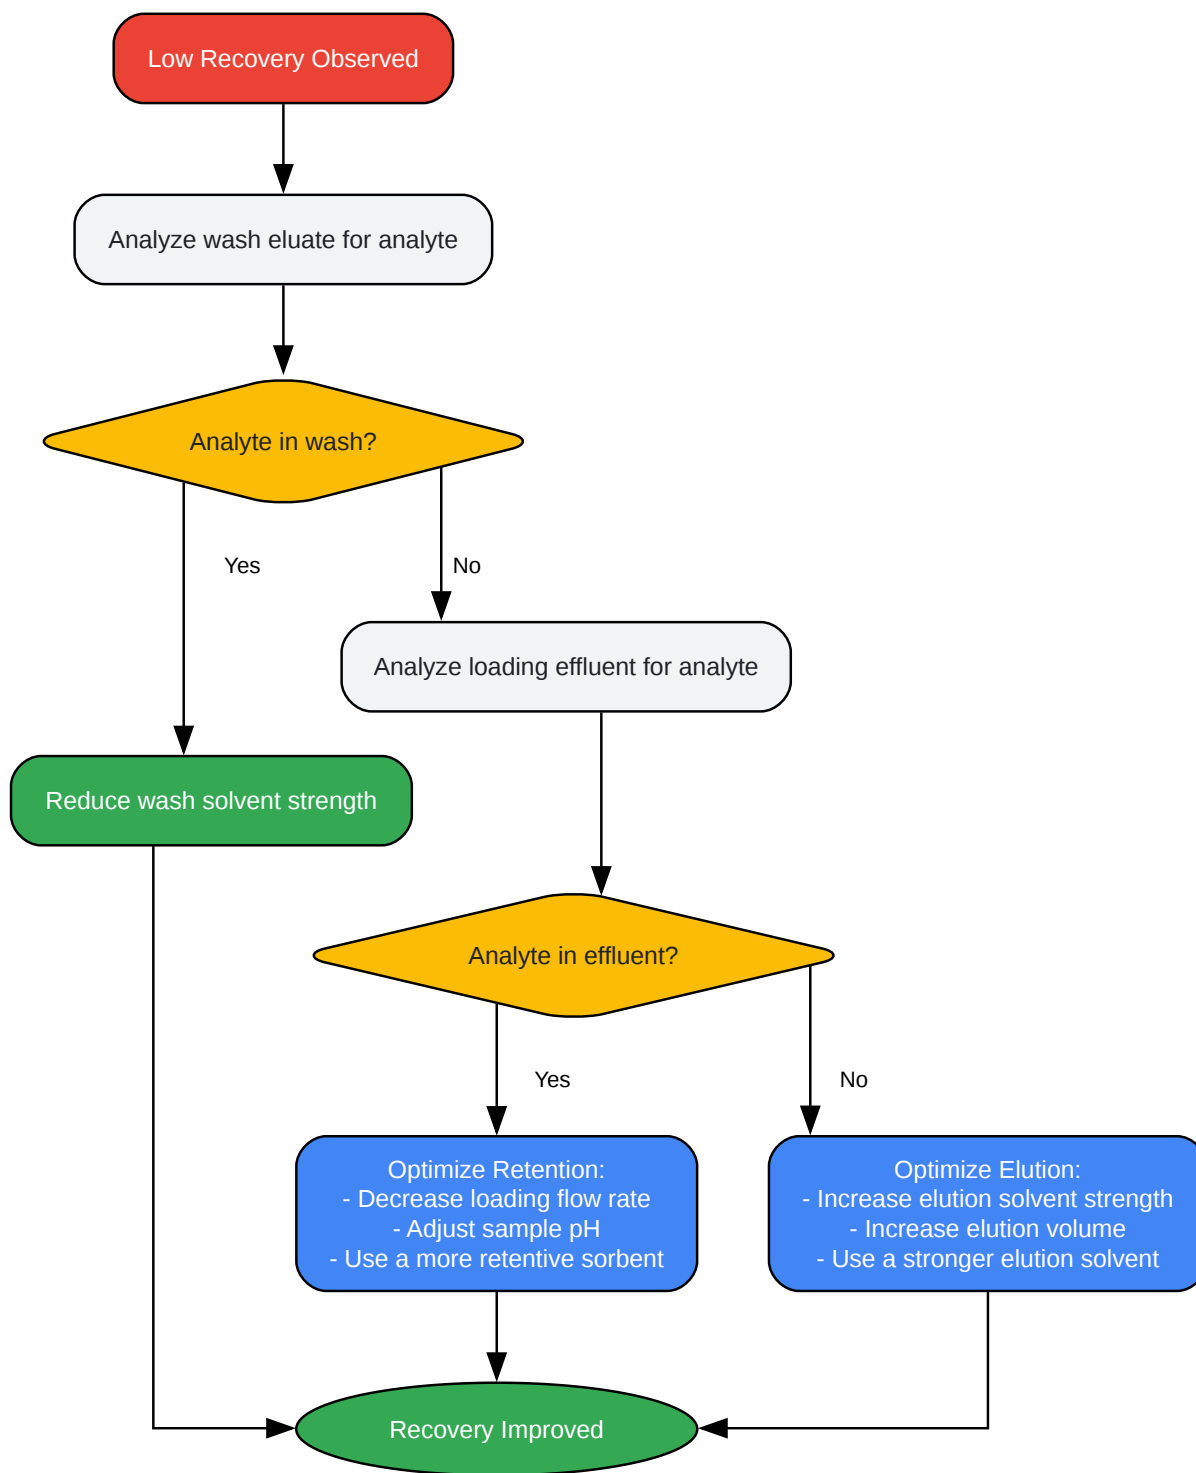 Low Recovery Observed
Analyze wash eluate for analyte
Analyte in wash?
Yes
No
Analyze loading effluent for analyte
Reduce wash solvent strength
Analyte in effluent?
Yes
No
Optimize Retention:
- Decrease loading flow rate
- Adjust sample pH
- Use a more retentive sorbent
Optimize Elution:
- Increase elution solvent strength
- Increase elution volume
- Use a stronger elution solvent
Recovery Improved